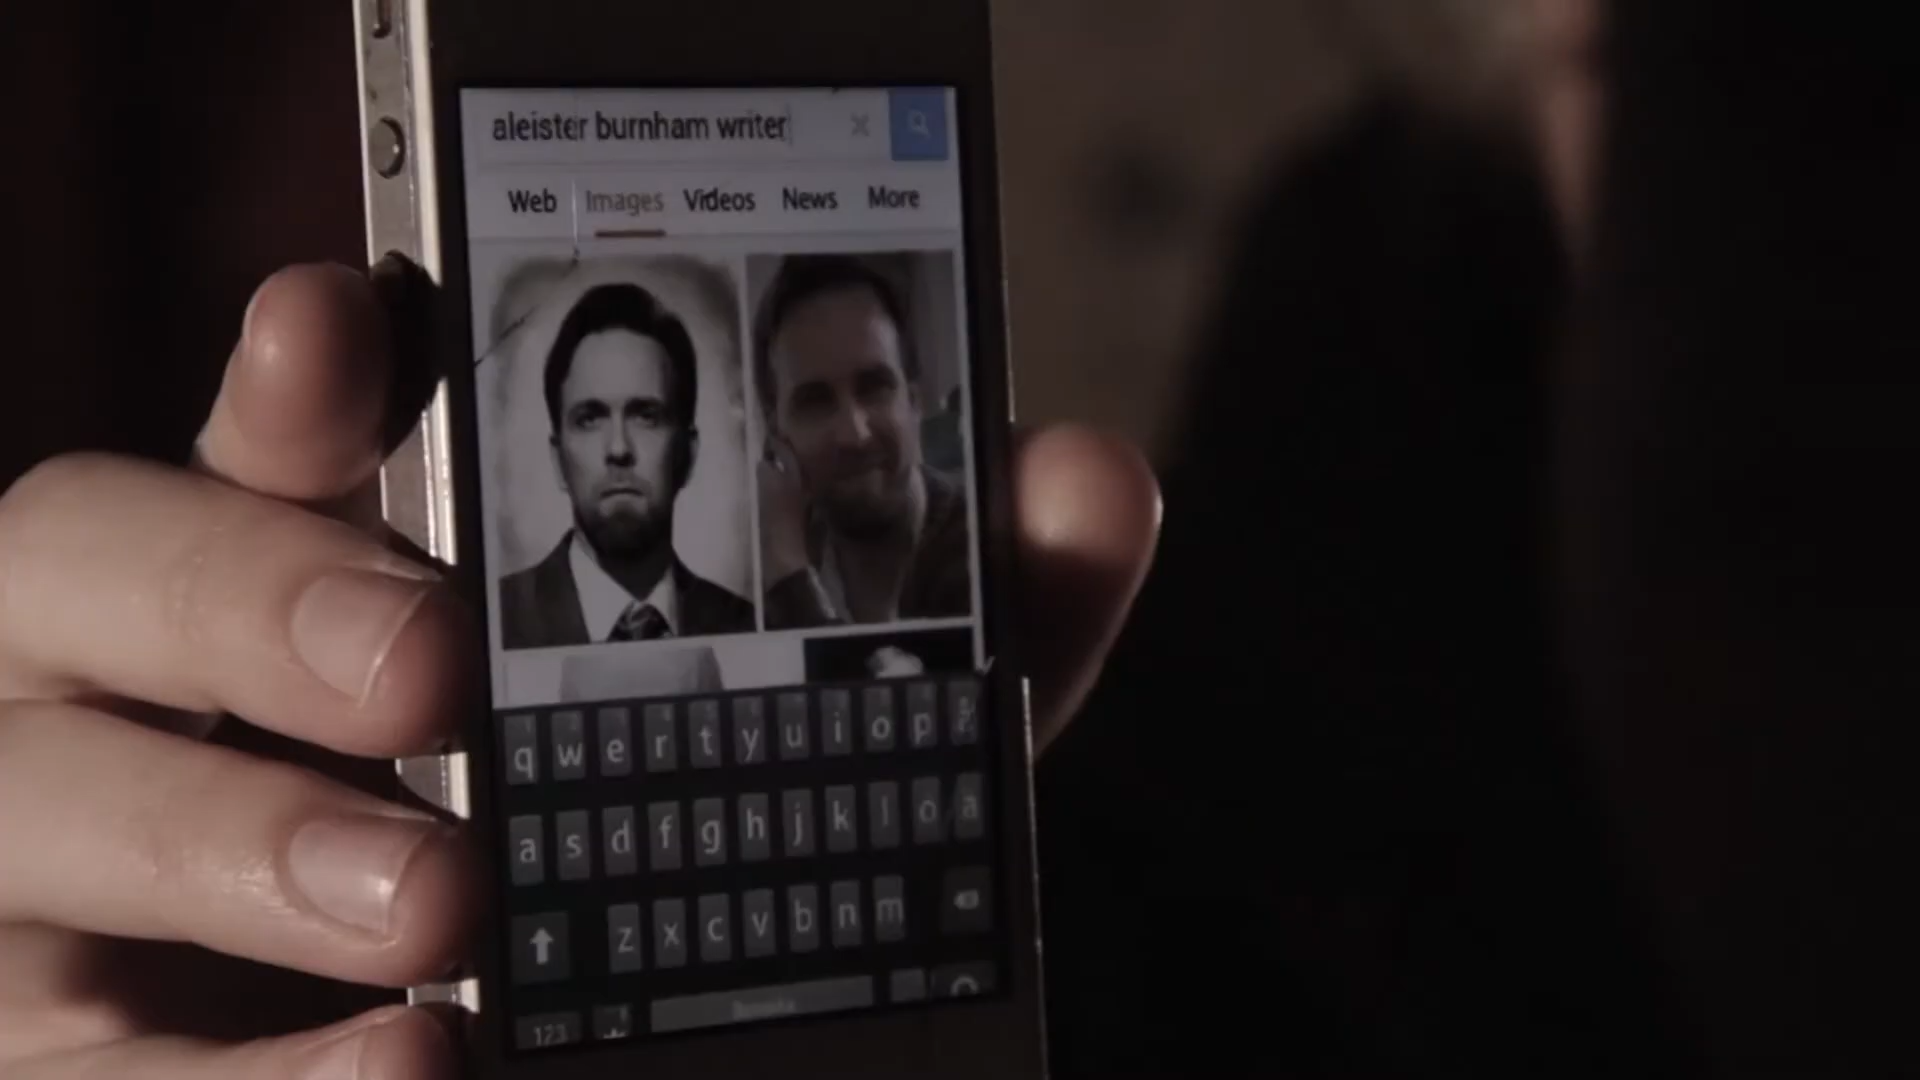 aleister burnham writer
Web Images Videos News More
q w e r t y u i o p
a s d f g h j k l o a
z x c v b n m
123